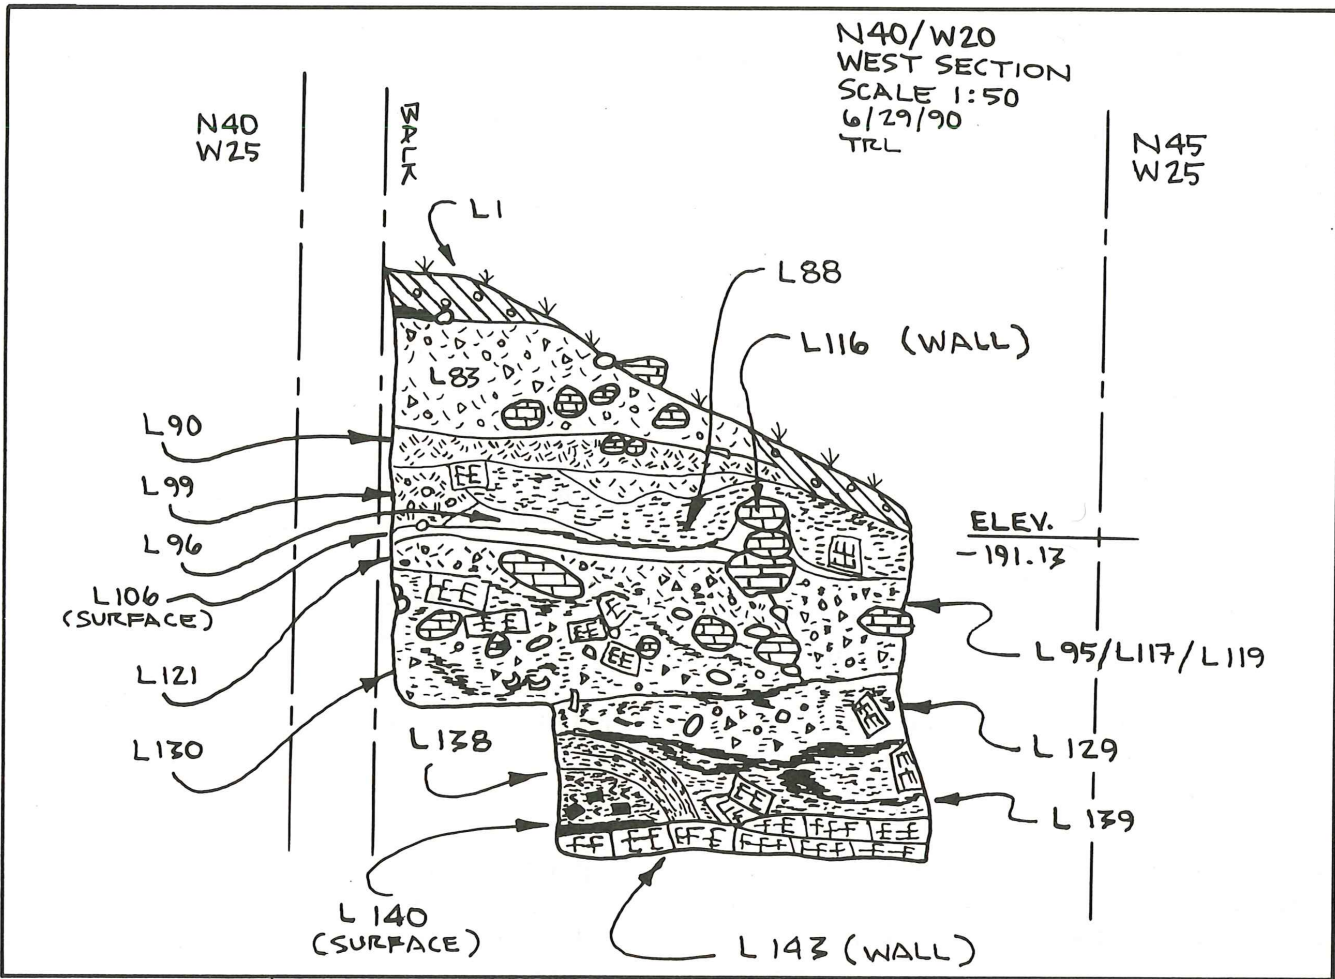 N40/W20
WEST SECTION
SCALE 1:50
6/29/90
TRL
N40
W25
BALK
N45
W25
L1
L88
L116 (WALL)
L83
L90
L99
L96
L106
(SURFACE)
L121
L130
ELEV.
-191.13
L95/L117/L119
L138
L129
L139
L140
(SURFACE)
L143 (WALL)